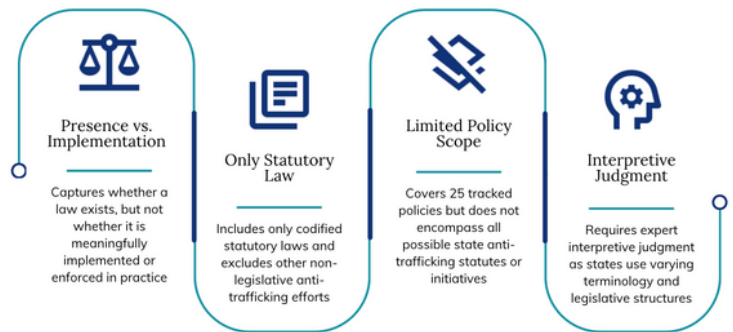 Presence vs.
Implementation
Captures whether a
law exists, but not
whether it is
meaningfully
implemented or
enforced in practice
Only Statutory
Law
Includes only codified
statutory laws and
excludes other non-
legislative anti-
trafficking efforts
Limited Policy
Scope
Covers 25 tracked
policies but does not
encompass all
possible state anti-
trafficking statutes or
initiatives
Interpretive
Judgment
Requires expert
interpretive judgment
as states use varying
terminology and
legislative structures